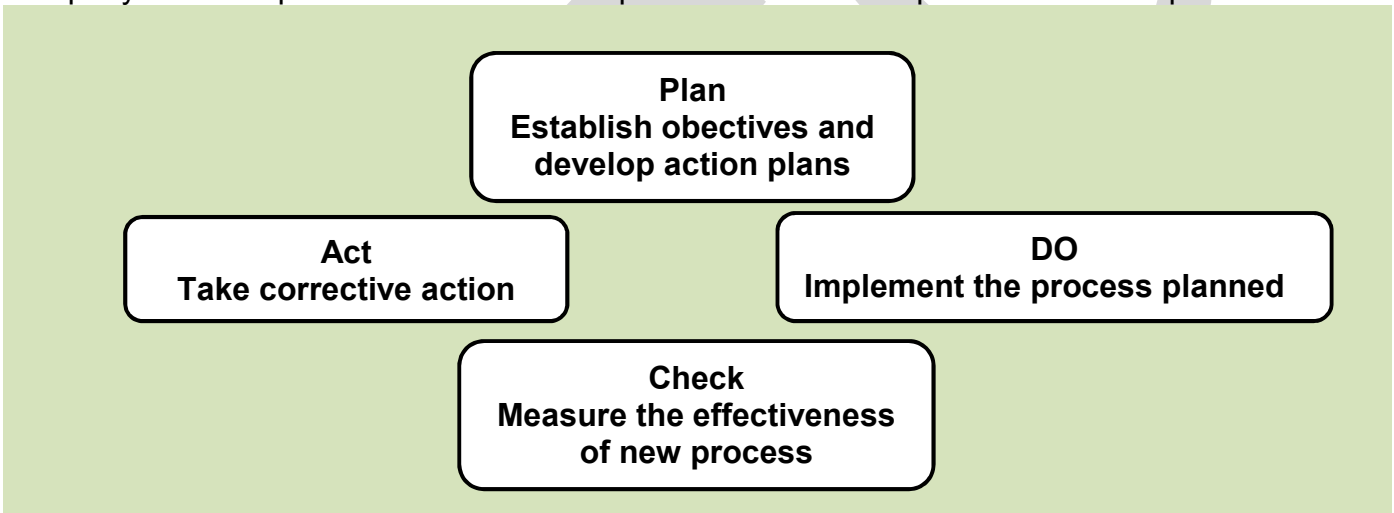 Plan
Establish obectives and
develop action plans
Act
Take corrective action
DO
Implement the process planned
Check
Measure the effectiveness
of new process